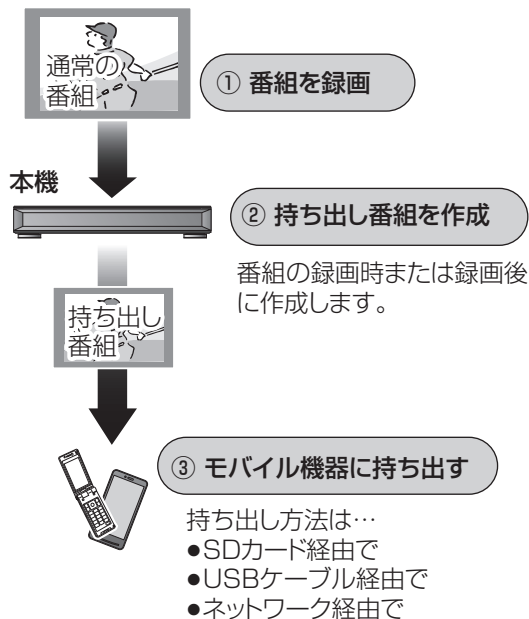 通常の
番組
① 番組を録画
本機
② 持ち出し番組を作成
番組の録画時または録画後
に作成します。
持ち出し
番組
③ モバイル機器に持ち出す
持ち出し方法は…
●SDカード経由で
●USBケーブル経由で
●ネットワーク経由で